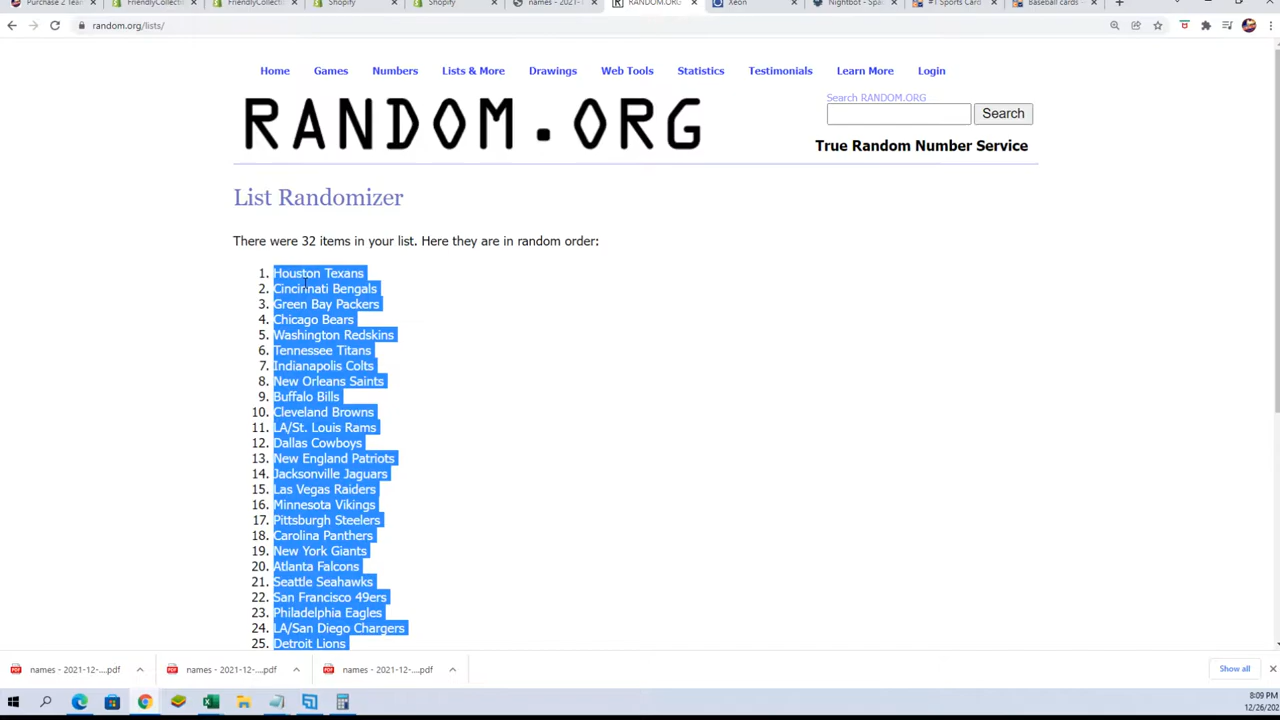 Purchase 2 Team
FriendlyCollecti
FriendlyCollecti
Shopify
Shopify
names - 2021-
RANDOM.ORG
Xeon
Nightbot - Spa
#1 Sports Card
Baseball cards
random.org/lists/
Home Games Numbers Lists & More Drawings Web Tools Statistics Testimonials Learn More Login
Search RANDOM.ORG
RANDOM.ORG
Search
True Random Number Service
List Randomizer
There were 32 items in your list. Here they are in random order:
1. Houston Texans
2. Cincinnati Bengals
3. Green Bay Packers
4. Chicago Bears
5. Washington Redskins
6. Tennessee Titans
7. Indianapolis Colts
8. New Orleans Saints
9. Buffalo Bills
10. Cleveland Browns
11. LA/St. Louis Rams
12. Dallas Cowboys
13. New England Patriots
14. Jacksonville Jaguars
15. Las Vegas Raiders
16. Minnesota Vikings
17. Pittsburgh Steelers
18. Carolina Panthers
19. New York Giants
20. Atlanta Falcons
21. Seattle Seahawks
22. San Francisco 49ers
23. Philadelphia Eagles
24. LA/San Diego Chargers
25. Detroit Lions
names - 2021-12-....pdf
names - 2021-12-....pdf
names - 2021-12-....pdf
Show all
8:09 PM
12/26/202